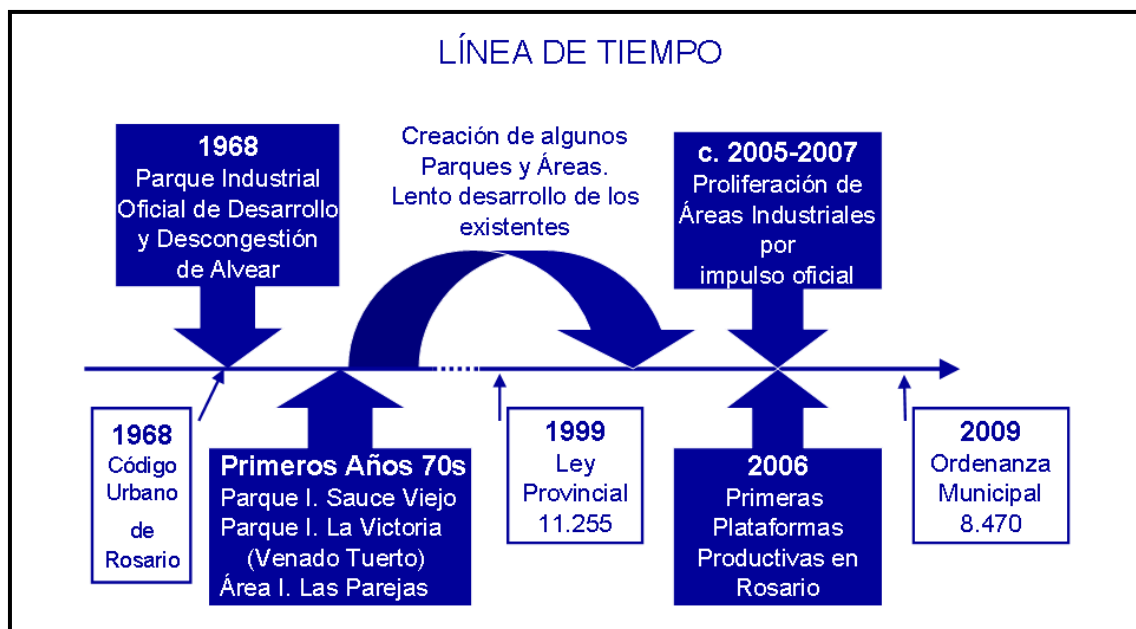 LÍNEA DE TIEMPO
1968
Parque Industrial
Oficial de Desarrollo
y Descongestión
de Alvear
Creación de algunos
Parques y Áreas.
Lento desarrollo de los
existentes
c. 2005-2007
Proliferación de
Áreas Industriales
por
impulso oficial
1968
Código
Urbano
de
Rosario
Primeros Años 70s
Parque I. Sauce Viejo
Parque I. La Victoria
(Venado Tuerto)
Área I. Las Parejas
1999
Ley
Provincial
11.255
2006
Primeras
Plataformas
Productivas en
Rosario
2009
Ordenanza
Municipal
8.470